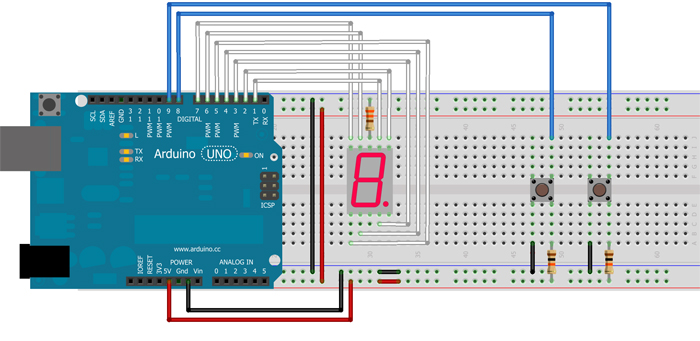 SCL
SDA
AREF
GND
13
12
PWM 11
PWM 10
PWM 9
8
DIGITAL
7
PWM 6
PWM 5
4
PWM 3
2
TX 1
RX 0
L
TX
RX
Arduino UNO
ON
1
ICSP
www.arduino.cc
POWER
ANALOG IN
IOREF
RESET
3V3
5V
Gnd
Vin
0
1
2
3
4
5